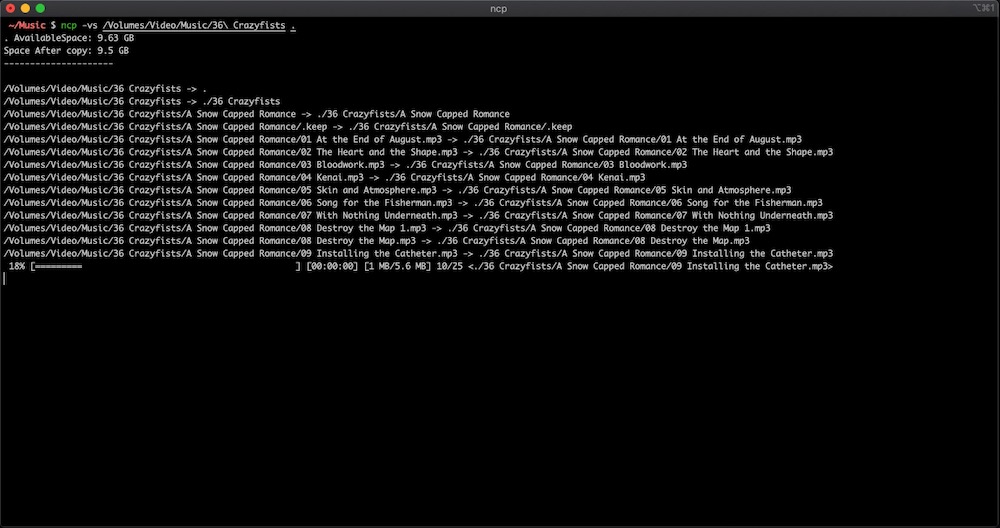 ncp
⌥⌘1
~/Music $ ncp -vs /Volumes/Video/Music/36\ Crazyfists .
. AvailableSpace: 9.63 GB
Space After copy: 9.5 GB
---------------------
/Volumes/Video/Music/36 Crazyfists -> .
/Volumes/Video/Music/36 Crazyfists -> ./36 Crazyfists
/Volumes/Video/Music/36 Crazyfists/A Snow Capped Romance -> ./36 Crazyfists/A Snow Capped Romance
/Volumes/Video/Music/36 Crazyfists/A Snow Capped Romance/.keep -> ./36 Crazyfists/A Snow Capped Romance/.keep
/Volumes/Video/Music/36 Crazyfists/A Snow Capped Romance/01 At the End of August.mp3 -> ./36 Crazyfists/A Snow Capped Romance/01 At the End of August.mp3
/Volumes/Video/Music/36 Crazyfists/A Snow Capped Romance/02 The Heart and the Shape.mp3 -> ./36 Crazyfists/A Snow Capped Romance/02 The Heart and the Shape.mp3
/Volumes/Video/Music/36 Crazyfists/A Snow Capped Romance/03 Bloodwork.mp3 -> ./36 Crazyfists/A Snow Capped Romance/03 Bloodwork.mp3
/Volumes/Video/Music/36 Crazyfists/A Snow Capped Romance/04 Kenai.mp3 -> ./36 Crazyfists/A Snow Capped Romance/04 Kenai.mp3
/Volumes/Video/Music/36 Crazyfists/A Snow Capped Romance/05 Skin and Atmosphere.mp3 -> ./36 Crazyfists/A Snow Capped Romance/05 Skin and Atmosphere.mp3
/Volumes/Video/Music/36 Crazyfists/A Snow Capped Romance/06 Song for the Fisherman.mp3 -> ./36 Crazyfists/A Snow Capped Romance/06 Song for the Fisherman.mp3
/Volumes/Video/Music/36 Crazyfists/A Snow Capped Romance/07 With Nothing Underneath.mp3 -> ./36 Crazyfists/A Snow Capped Romance/07 With Nothing Underneath.mp3
/Volumes/Video/Music/36 Crazyfists/A Snow Capped Romance/08 Destroy the Map 1.mp3 -> ./36 Crazyfists/A Snow Capped Romance/08 Destroy the Map 1.mp3
/Volumes/Video/Music/36 Crazyfists/A Snow Capped Romance/08 Destroy the Map.mp3 -> ./36 Crazyfists/A Snow Capped Romance/08 Destroy the Map.mp3
/Volumes/Video/Music/36 Crazyfists/A Snow Capped Romance/09 Installing the Catheter.mp3 -> ./36 Crazyfists/A Snow Capped Romance/09 Installing the Catheter.mp3
18% [=========                                         ] [00:00:00] [1 MB/5.6 MB] 10/25 <./36 Crazyfists/A Snow Capped Romance/09 Installing the Catheter.mp3>